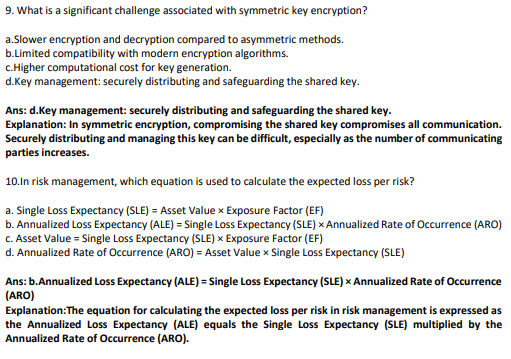 9. What is a significant challenge associated with symmetric key encryption?
a.Slower encryption and decryption compared to asymmetric methods.
b.Limited compatibility with modern encryption algorithms.
c.Higher computational cost for key generation.
d.Key management: securely distributing and safeguarding the shared key.
Ans: d.Key management: securely distributing and safeguarding the shared key.
Explanation: In symmetric encryption, compromising the shared key compromises all communication.
Securely distributing and managing this key can be difficult, especially as the number of communicating
parties increases.
10.In risk management, which equation is used to calculate the expected loss per risk?
a. Single Loss Expectancy (SLE) = Asset Value × Exposure Factor (EF)
b. Annualized Loss Expectancy (ALE) = Single Loss Expectancy (SLE) × Annualized Rate of Occurrence (ARO)
c. Asset Value = Single Loss Expectancy (SLE) × Exposure Factor (EF)
d. Annualized Rate of Occurrence (ARO) = Asset Value × Single Loss Expectancy (SLE)
Ans: b.Annualized Loss Expectancy (ALE) = Single Loss Expectancy (SLE) × Annualized Rate of Occurrence
(ARO)
Explanation:The equation for calculating the expected loss per risk in risk management is expressed as
the Annualized Loss Expectancy (ALE) equals the Single Loss Expectancy (SLE) multiplied by the
Annualized Rate of Occurrence (ARO).